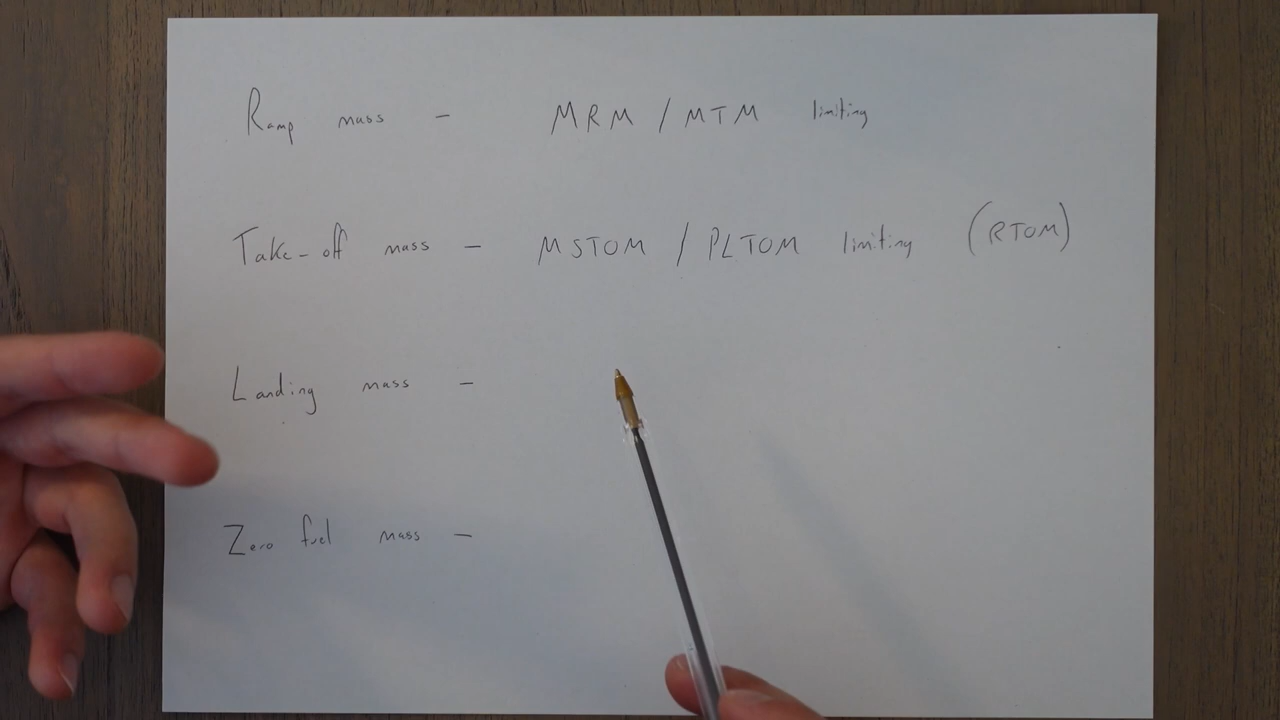 Ramp mass - MRM / MTM limiting
Take-off mass - MSTOM / PLTOM limiting (RTOM)
Landing mass -
Zero fuel mass -